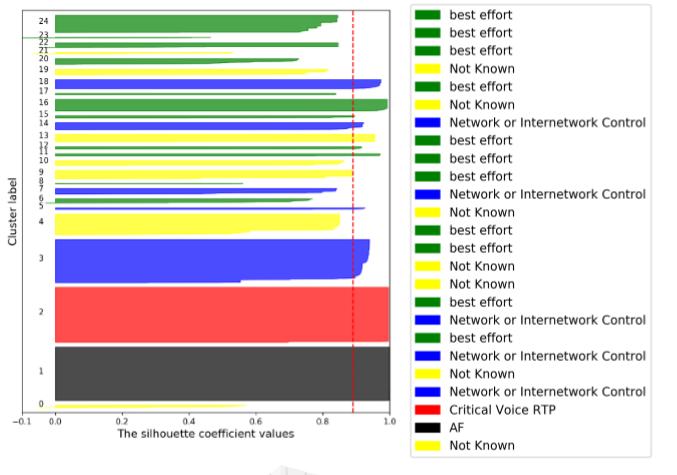 24
23
22
21
20
19
18
17
16
15
14
13
12
11
10
9
8
7
6
5
4
3
2
1
0
Cluster label
−0.1 0.0 0.2 0.4 0.6 0.8 1.0
The silhouette coefficient values
best effort
best effort
best effort
Not Known
best effort
Not Known
Network or Internetwork Control
best effort
best effort
best effort
Network or Internetwork Control
Not Known
best effort
best effort
Not Known
Not Known
best effort
Network or Internetwork Control
best effort
Network or Internetwork Control
Not Known
Network or Internetwork Control
Critical Voice RTP
AF
Not Known